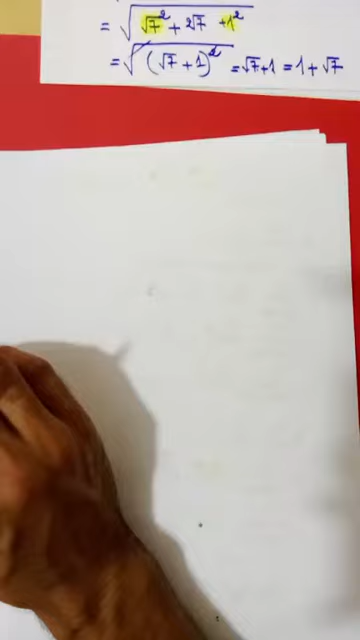 = √(√7² + 2√7 + 1²)
= √((√7 + 1)²) = √7 + 1 = 1 + √7